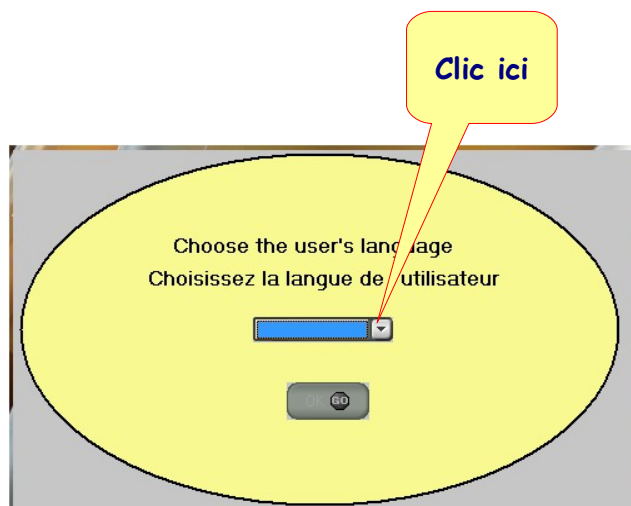 Clic ici
Choose the user's language
Choisissez la langue de l'utilisateur
OK GO